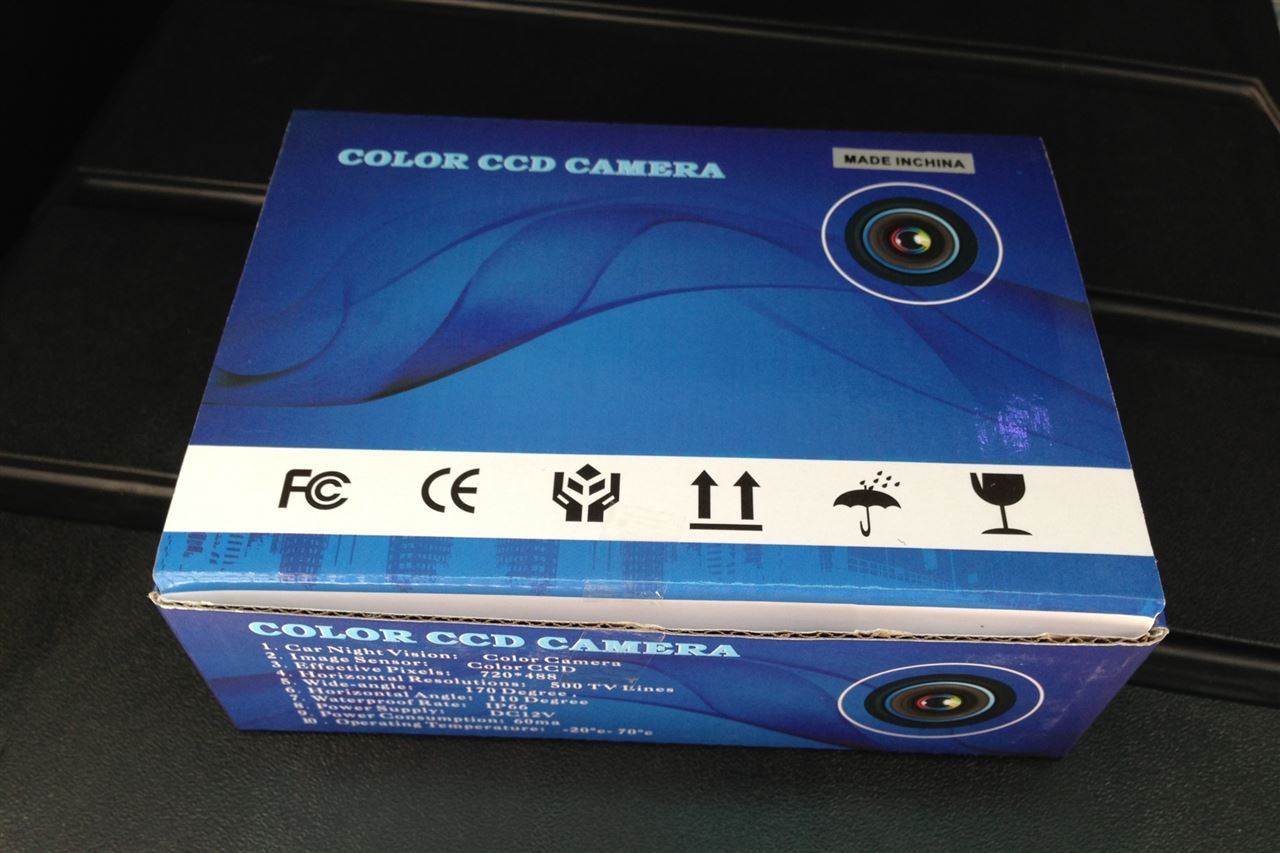 COLOR CCD CAMERA
MADE INCHINA
FC CE
COLOR CCD CAMERA
1. Car Night Vision: Color Camera
2. Image Sensor: Color CCD
3. Effective Pixels: 720*488
4. Horizontal Resolutions: 500 TV Lines
5. Wide-angle: 170 Degree
6. Horizontal Angle: 110 Degree
7. Waterproof Rate: IP66
8. Power Supply: DC12V
9. Power Consumption: 60ma
10. Operating Temperature: -20°c- 70°c